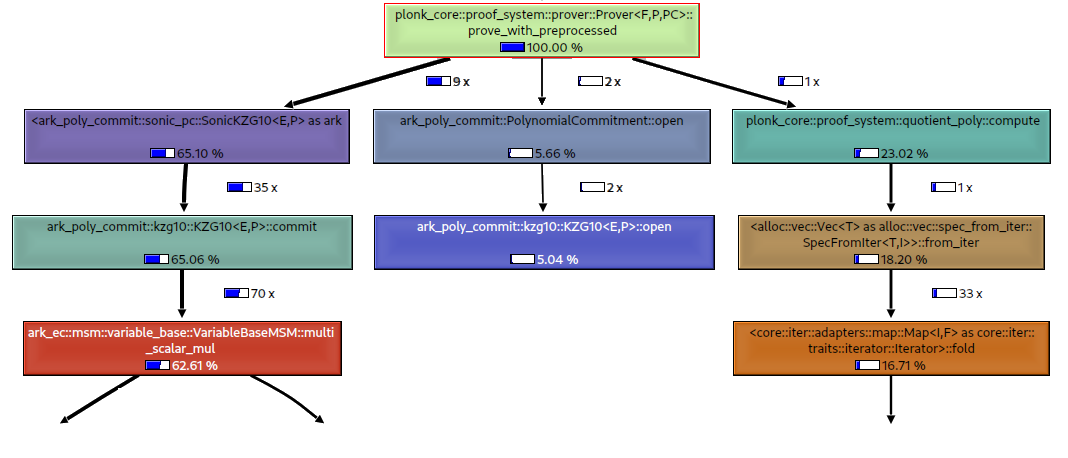 plonk_core::proof_system::prover::Prover<F,P,PC>::
prove_with_preprocessed
100.00 %
9 x
2 x
1 x
<ark_poly_commit::sonic_pc::SonicKZG10<E,P> as ark
65.10 %
ark_poly_commit::PolynomialCommitment::open
5.66 %
plonk_core::proof_system::quotient_poly::compute
23.02 %
35 x
2 x
1 x
ark_poly_commit::kzg10::KZG10<E,P>::commit
65.06 %
ark_poly_commit::kzg10::KZG10<E,P>::open
5.04 %
<alloc::vec::Vec<T> as alloc::vec::spec_from_iter::
SpecFromIter<T,I>>::from_iter
18.20 %
70 x
33 x
ark_ec::msm::variable_base::VariableBaseMSM::multi
_scalar_mul
62.61 %
<core::iter::adapters::map::Map<I,F> as core::iter::
traits::iterator::Iterator>::fold
16.71 %